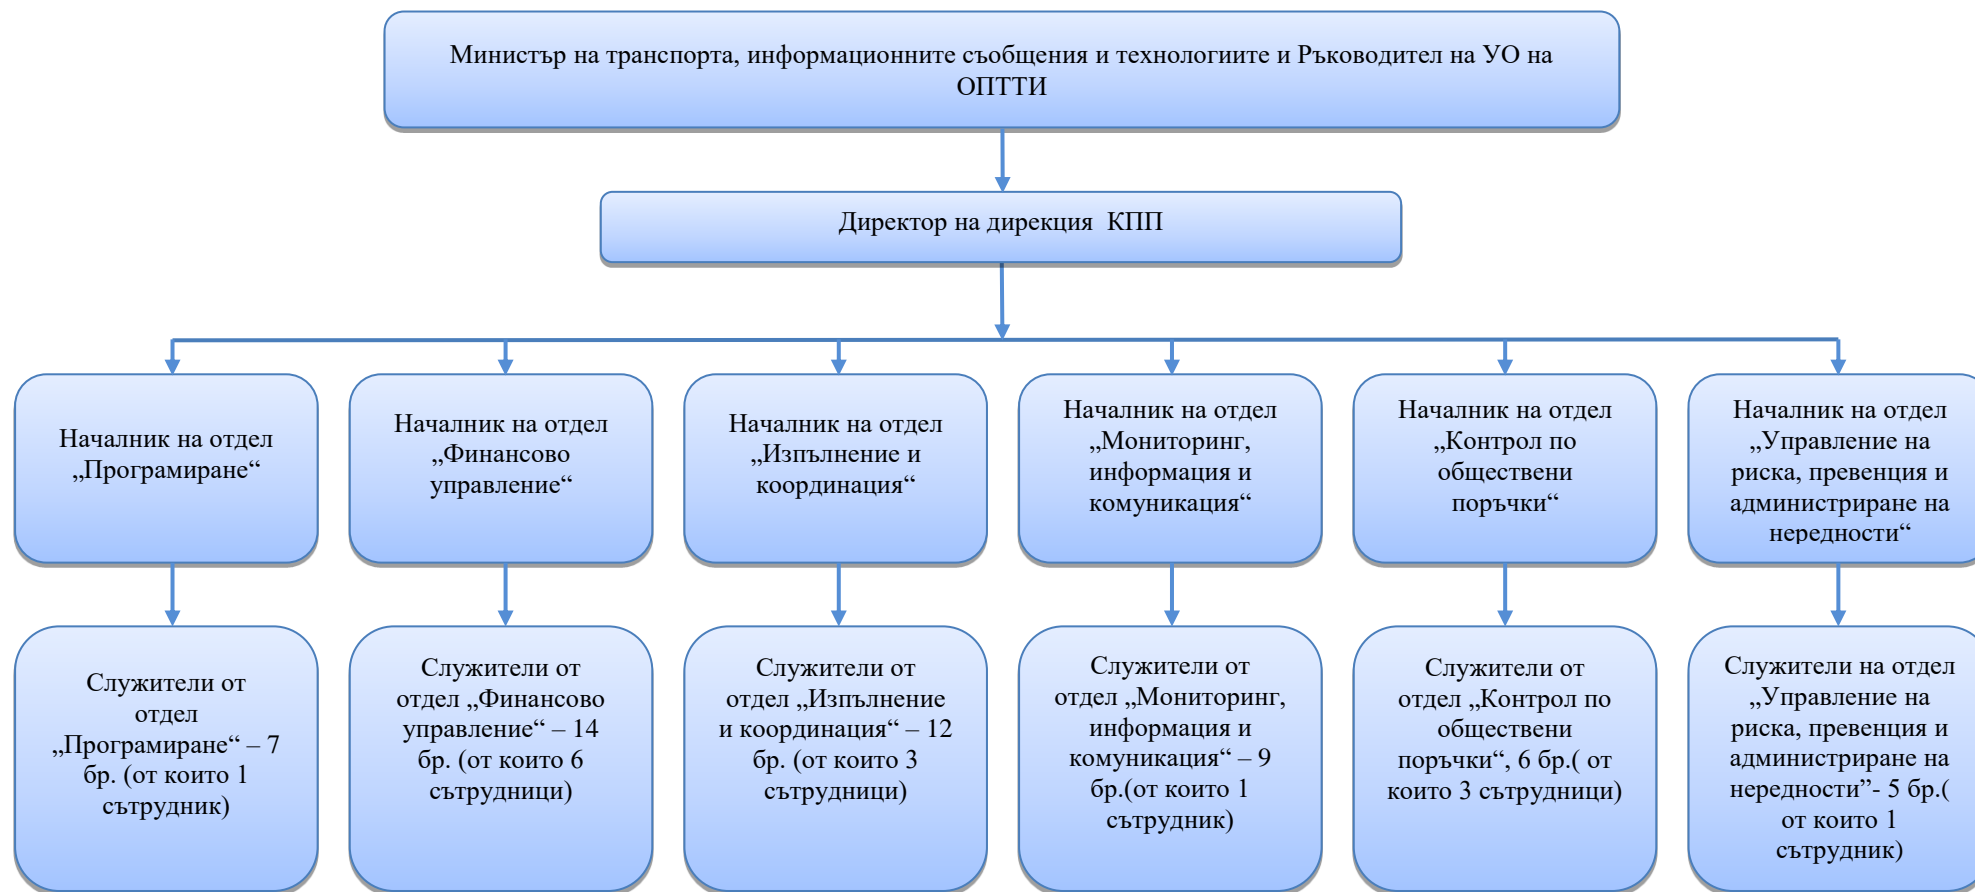 Министър на транспорта, информационните съобщения и технологиите и Ръководител на УО на
ОПТТИ
Директор на дирекция КПП
Началник на отдел
„Програмиране“
Началник на отдел
„Финансово
управление“
Началник на отдел
„Изпълнение и
координация“
Началник на отдел
„Мониторинг,
информация и
комуникация“
Началник на отдел
„Контрол по
обществени
поръчки“
Началник на отдел
„Управление на
риска, превенция и
администриране на
нередности“
Служители от
отдел
„Програмиране“ – 7
бр. (от които 1
сътрудник)
Служители от
отдел „Финансово
управление“ – 14
бр. (от които 6
сътрудници)
Служители от
отдел „Изпълнение
и координация“ – 12
бр. (от които 3
сътрудници)
Служители от
отдел „Мониторинг,
информация и
комуникация“ – 9
бр.(от които 1
сътрудник)
Служители от
отдел „Контрол по
обществени
поръчки“, 6 бр.( от
които 3 сътрудници)
Служители на отдел
„Управление на
риска, превенция и
администриране на
нередности”- 5 бр.(
от които 1
сътрудник)